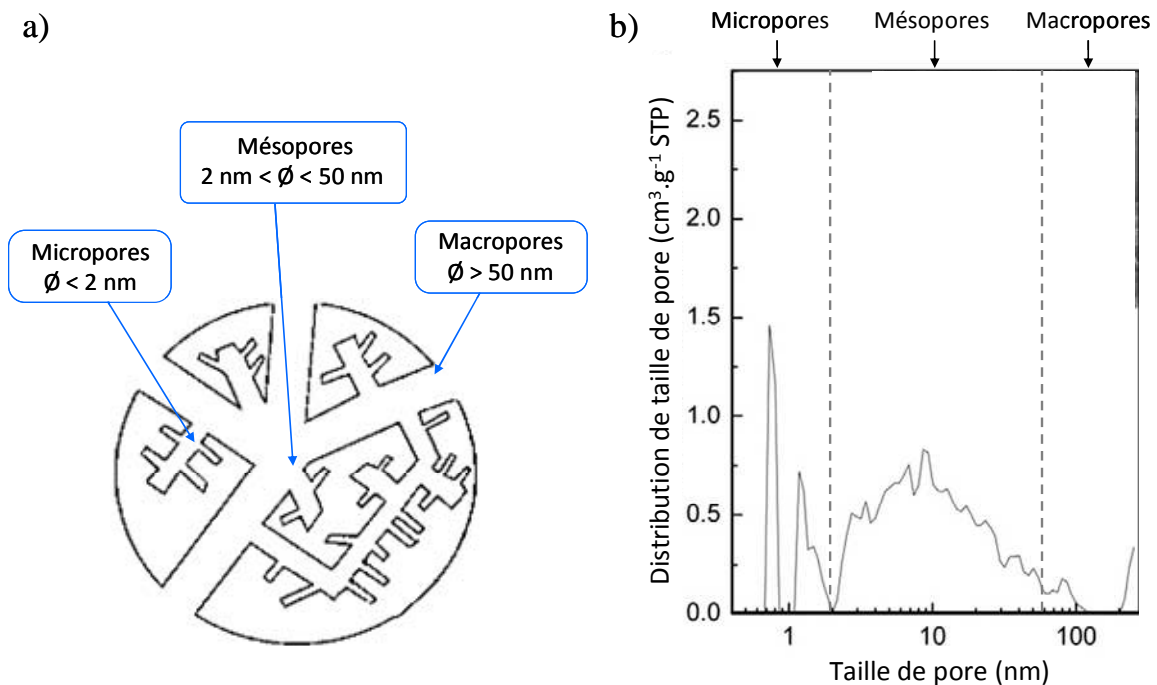 a)
Mésopores
2 nm < Ø < 50 nm
Micropores
Ø < 2 nm
Macropores
Ø > 50 nm
b)
Micropores Mésopores Macropores
Distribution de taille de pore (cm³.g⁻¹ STP)
2.5
2.0
1.5
1.0
0.5
0.0
1 10 100
Taille de pore (nm)